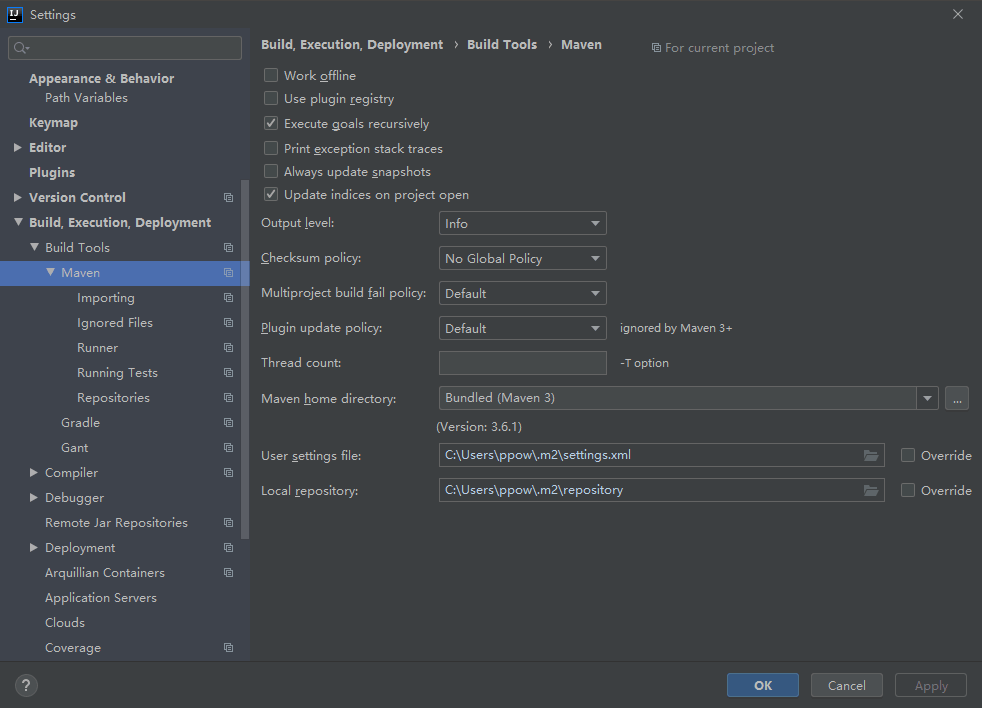 IJ Settings
Appearance & Behavior
Path Variables
Keymap
Editor
Plugins
Version Control
Build, Execution, Deployment
Build Tools
Maven
Importing
Ignored Files
Runner
Running Tests
Repositories
Gradle
Gant
Compiler
Debugger
Remote Jar Repositories
Deployment
Arquillian Containers
Application Servers
Clouds
Coverage
Build, Execution, Deployment › Build Tools › Maven For current project
Work offline
Use plugin registry
Execute goals recursively
Print exception stack traces
Always update snapshots
Update indices on project open
Output level: Info
Checksum policy: No Global Policy
Multiproject build fail policy: Default
Plugin update policy: Default ignored by Maven 3+
Thread count: -T option
Maven home directory: Bundled (Maven 3) ...
(Version: 3.6.1)
User settings file: C:\Users\ppow\.m2\settings.xml Override
Local repository: C:\Users\ppow\.m2\repository Override
? OK Cancel Apply